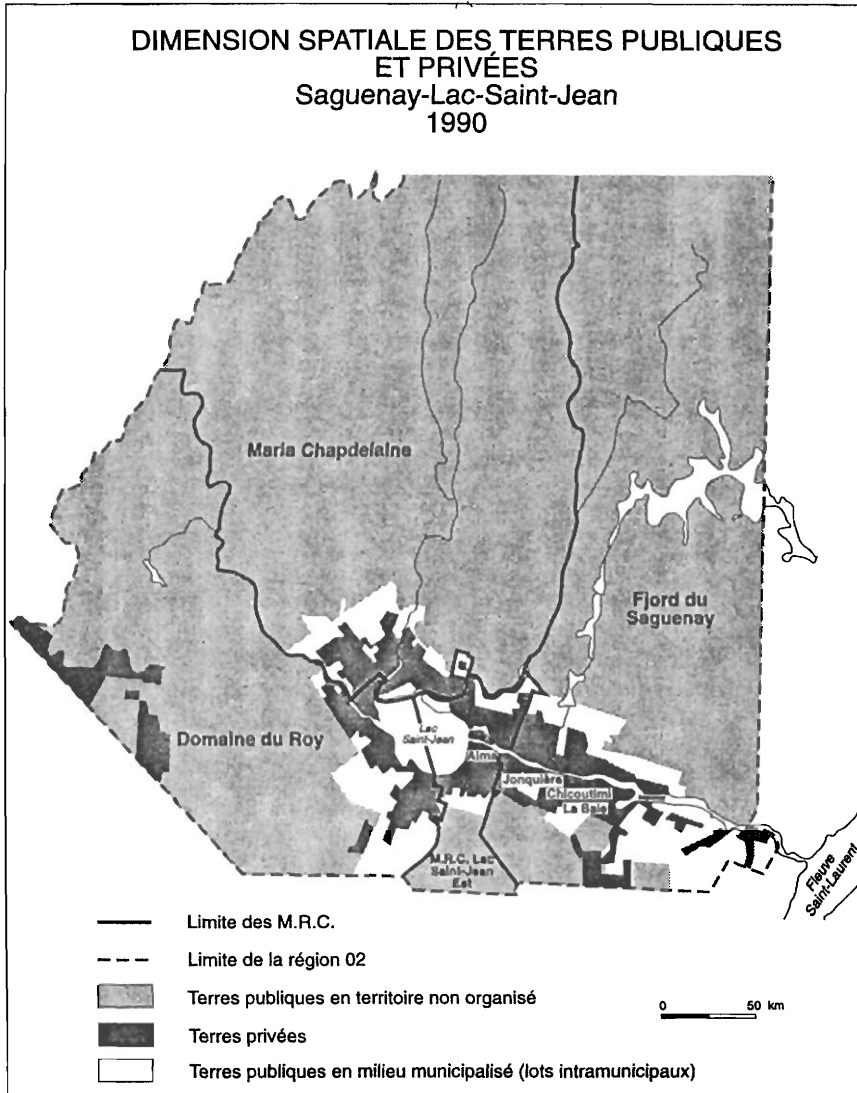 DIMENSION SPATIALE DES TERRES PUBLIQUES
ET PRIVÉES
Saguenay-Lac-Saint-Jean
1990
Maria Chapdelaine
Fjord du
Saguenay
Domaine du Roy
Lac
Saint-Jean
Alma
Jonquière
Chicoutimi
La Baie
M.R.C. Lac
Saint-Jean
Est
Fleuve
Saint-Laurent
Limite des M.R.C.
Limite de la région 02
Terres publiques en territoire non organisé
0 50 km
Terres privées
Terres publiques en milieu municipalisé (lots intramunicipaux)